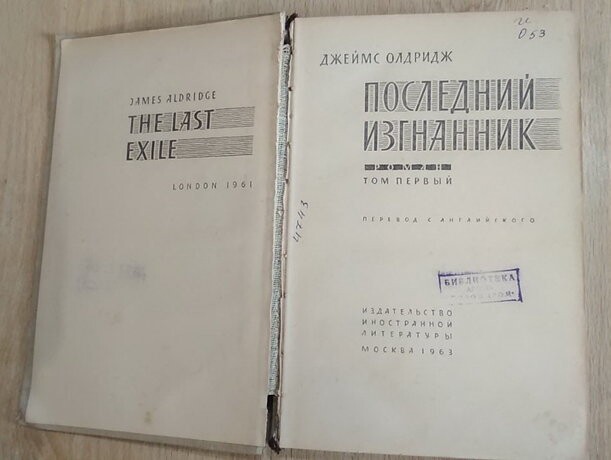 JAMES ALDRIDGE
THE LAST
EXILE
LONDON 1961
053
ДЖЕЙМС ОЛДРИДЖ
ПОСЛЕДНИЙ
ИЗГНАННИК
РОМАН
ТОМ ПЕРВЫЙ
ПЕРЕВОД С АНГЛИЙСКОГО
БИБЛИОТЕКА
ИЗДАТЕЛЬСТВО
ИНОСТРАННОЙ
ЛИТЕРАТУРЫ
МОСКВА 1963